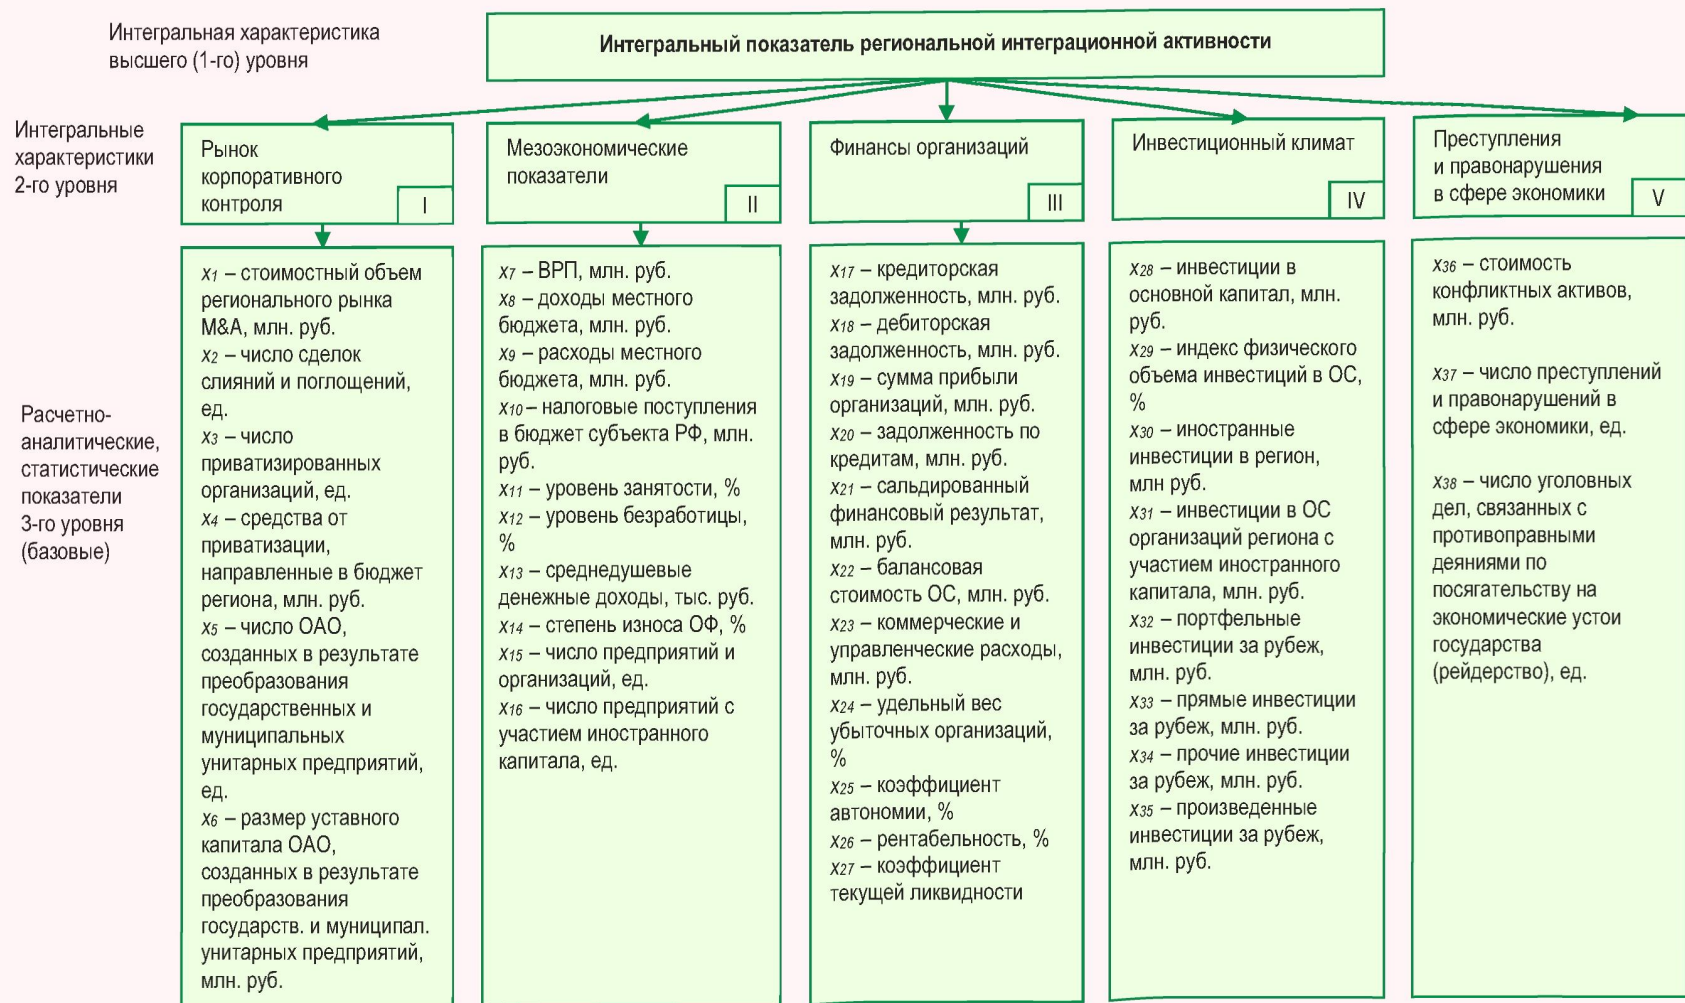 Интегральная характеристика
высшего (1-го) уровня
Интегральный показатель региональной интеграционной активности
Интегральные
характеристики
2-го уровня
Рынок
корпоративного
контроля
I
Мезоэкономические
показатели
II
Финансы организаций
III
Инвестиционный климат
IV
Преступления
и правонарушения
в сфере экономики
V
Расчетно-
аналитические,
статистические
показатели
3-го уровня
(базовые)
x1 – стоимостный объем
регионального рынка
M&A, млн. руб.
x2 – число сделок
слияний и поглощений,
ед.
x3 – число
приватизированных
организаций, ед.
x4 – средства от
приватизации,
направленные в бюджет
региона, млн. руб.
x5 – число ОАО,
созданных в результате
преобразования
государственных и
муниципальных
унитарных предприятий,
ед.
x6 – размер уставного
капитала ОАО,
созданных в результате
преобразования
государств. и муниципал.
унитарных предприятий,
млн. руб.
x7 – ВРП, млн. руб.
x8 – доходы местного
бюджета, млн. руб.
x9 – расходы местного
бюджета, млн. руб.
x10 – налоговые поступления
в бюджет субъекта РФ, млн.
руб.
x11 – уровень занятости, %
x12 – уровень безработицы,
%
x13 – среднедушевые
денежные доходы, тыс. руб.
x14 – степень износа ОФ, %
x15 – число предприятий и
организаций, ед.
x16 – число предприятий с
участием иностранного
капитала, ед.
x17 – кредиторская
задолженность, млн. руб.
x18 – дебиторская
задолженность, млн. руб.
x19 – сумма прибыли
организаций, млн. руб.
x20 – задолженность по
кредитам, млн. руб.
x21 – сальдированный
финансовый результат,
млн. руб.
x22 – балансовая
стоимость ОС, млн. руб.
x23 – коммерческие и
управленческие расходы,
млн. руб.
x24 – удельный вес
убыточных организаций,
%
x25 – коэффициент
автономии, %
x26 – рентабельность, %
x27 – коэффициент
текущей ликвидности
x28 – инвестиции в
основной капитал, млн.
руб.
x29 – индекс физического
объема инвестиций в ОС,
%
x30 – иностранные
инвестиции в регион,
млн руб.
x31 – инвестиции в ОС
организаций региона с
участием иностранного
капитала, млн. руб.
x32 – портфельные
инвестиции за рубеж,
млн. руб.
x33 – прямые инвестиции
за рубеж, млн. руб.
x34 – прочие инвестиции
за рубеж, млн. руб.
x35 – произведенные
инвестиции за рубеж,
млн. руб.
x36 – стоимость
конфликтных активов,
млн. руб.
x37 – число преступлений
и правонарушений в
сфере экономики, ед.
x38 – число уголовных
дел, связанных с
противоправными
деяниями по
посягательству на
экономические устои
государства
(рейдерство), ед.